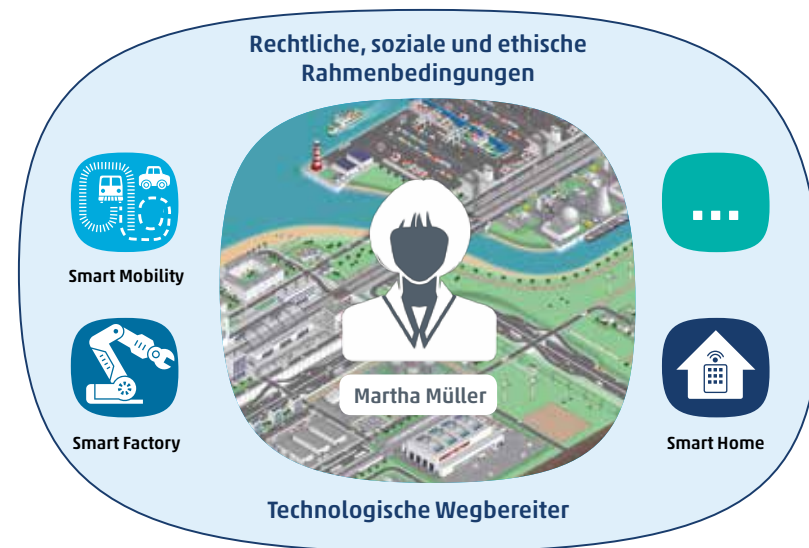 Rechtliche, soziale und ethische
Rahmenbedingungen
Smart Mobility
...
Martha Müller
Smart Factory
Smart Home
Technologische Wegbereiter